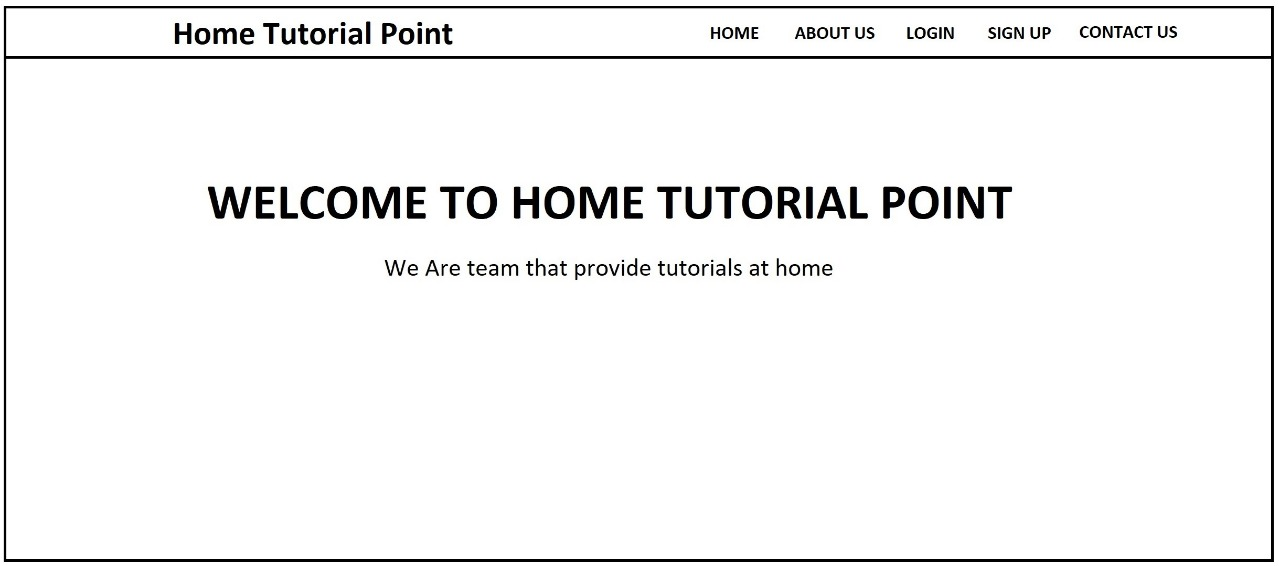 Home Tutorial Point HOME ABOUT US LOGIN SIGN UP CONTACT US
WELCOME TO HOME TUTORIAL POINT
We Are team that provide tutorials at home